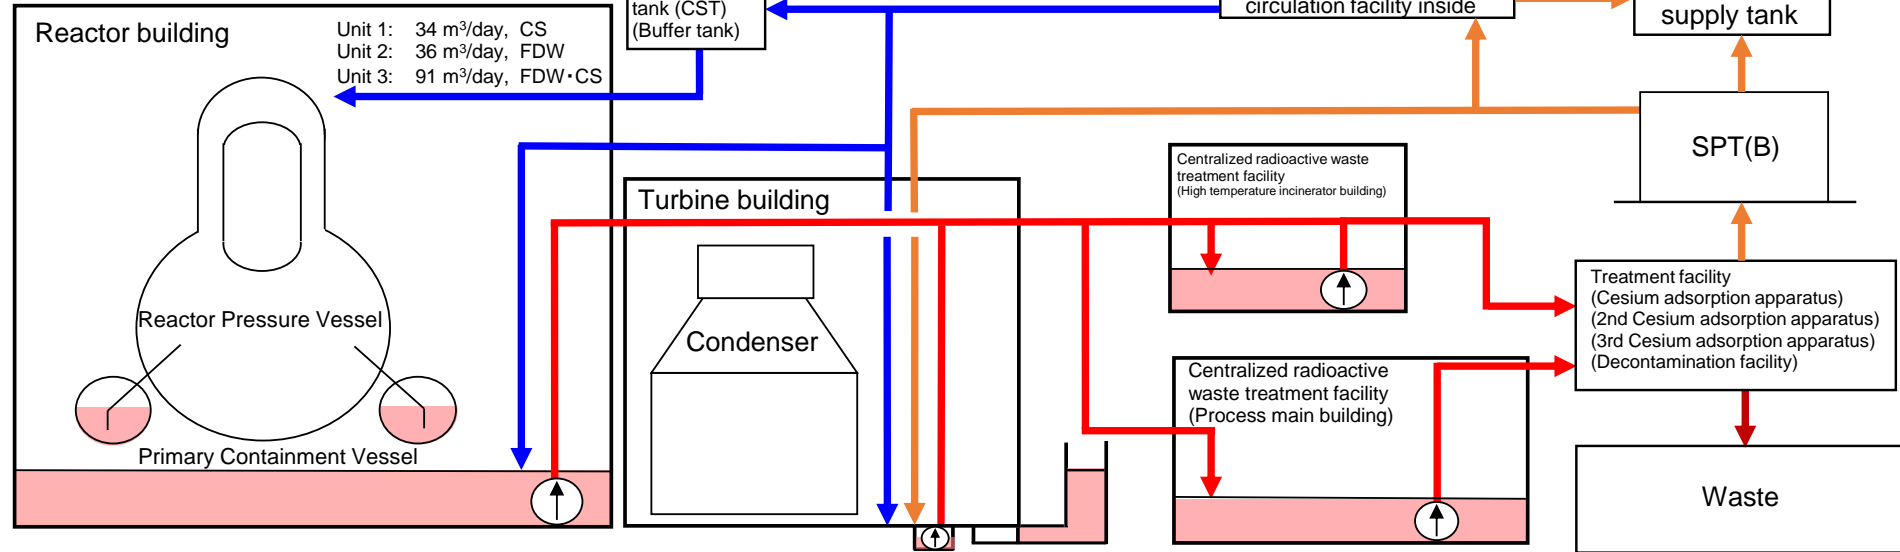 tank (CST)
(Buffer tank)
circulation facility inside
supply tank
Reactor building
Unit 1: 34 m³/day, CS
Unit 2: 36 m³/day, FDW
Unit 3: 91 m³/day, FDW・CS
SPT(B)
Centralized radioactive waste
treatment facility
(High temperature incinerator building)
Turbine building
Treatment facility
(Cesium adsorption apparatus)
(2nd Cesium adsorption apparatus)
(3rd Cesium adsorption apparatus)
(Decontamination facility)
Reactor Pressure Vessel
Condenser
Centralized radioactive
waste treatment facility
(Process main building)
Primary Containment Vessel
Waste